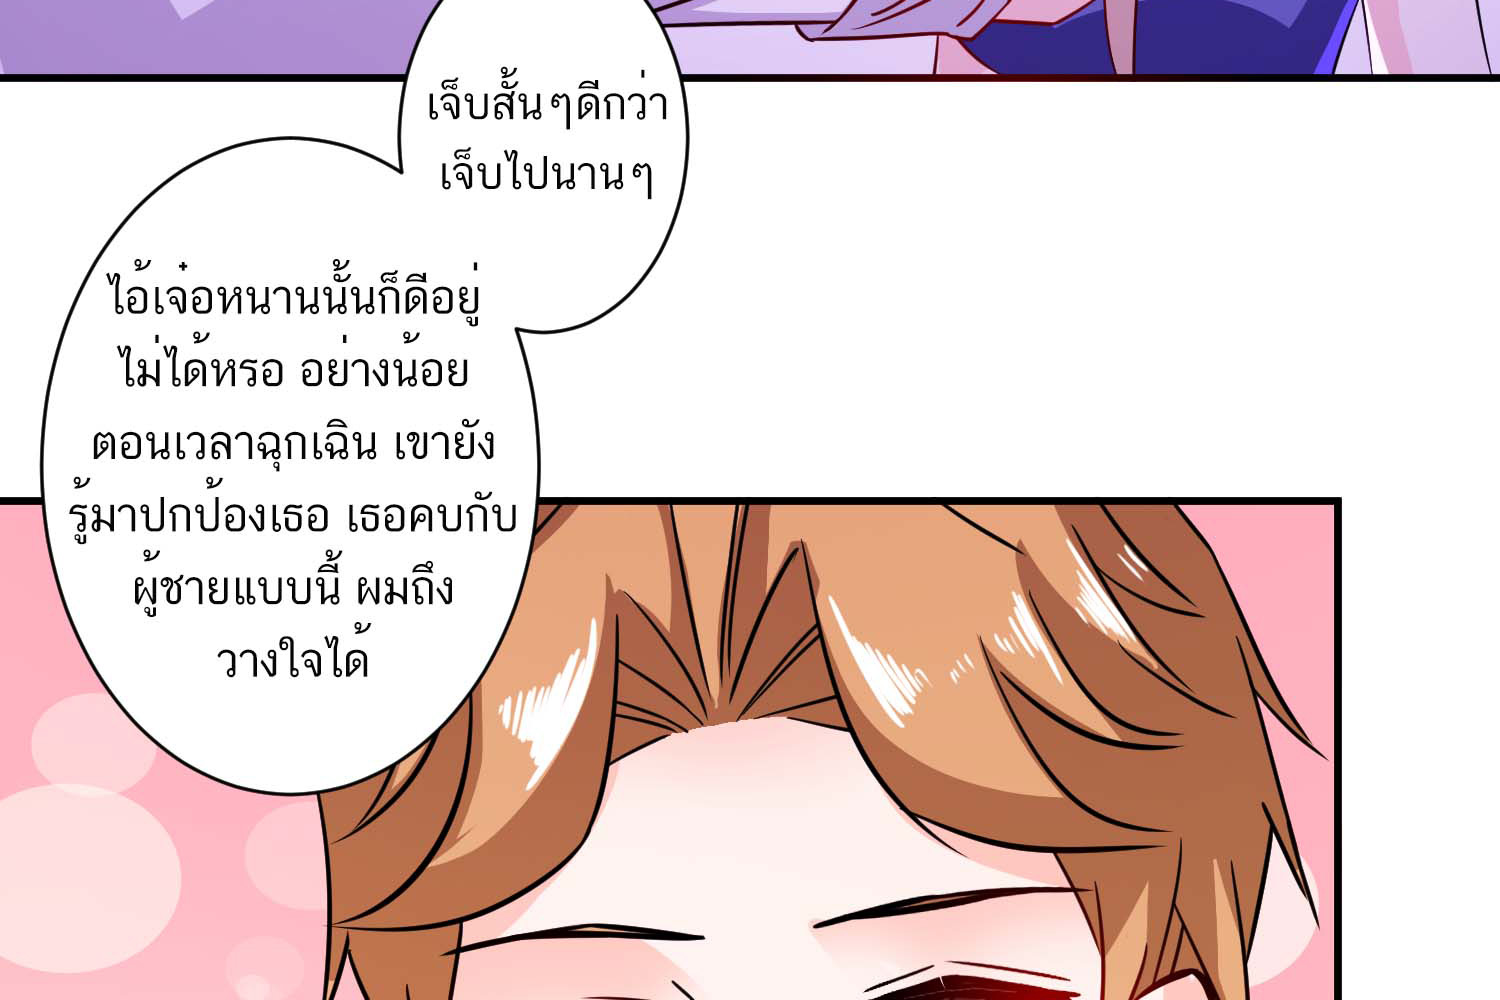 เจ็บสั้นๆดีกว่า
เจ็บไปนานๆ
ไอ้เจ๋อหนานนั้นก็ดีอยู่
ไม่ได้หรอ อย่างน้อย
ตอนเวลาฉุกเฉิน เขายัง
รู้มาปกป้องเธอ เธอคบกับ
ผู้ชายแบบนี้ ผมถึง
วางใจได้